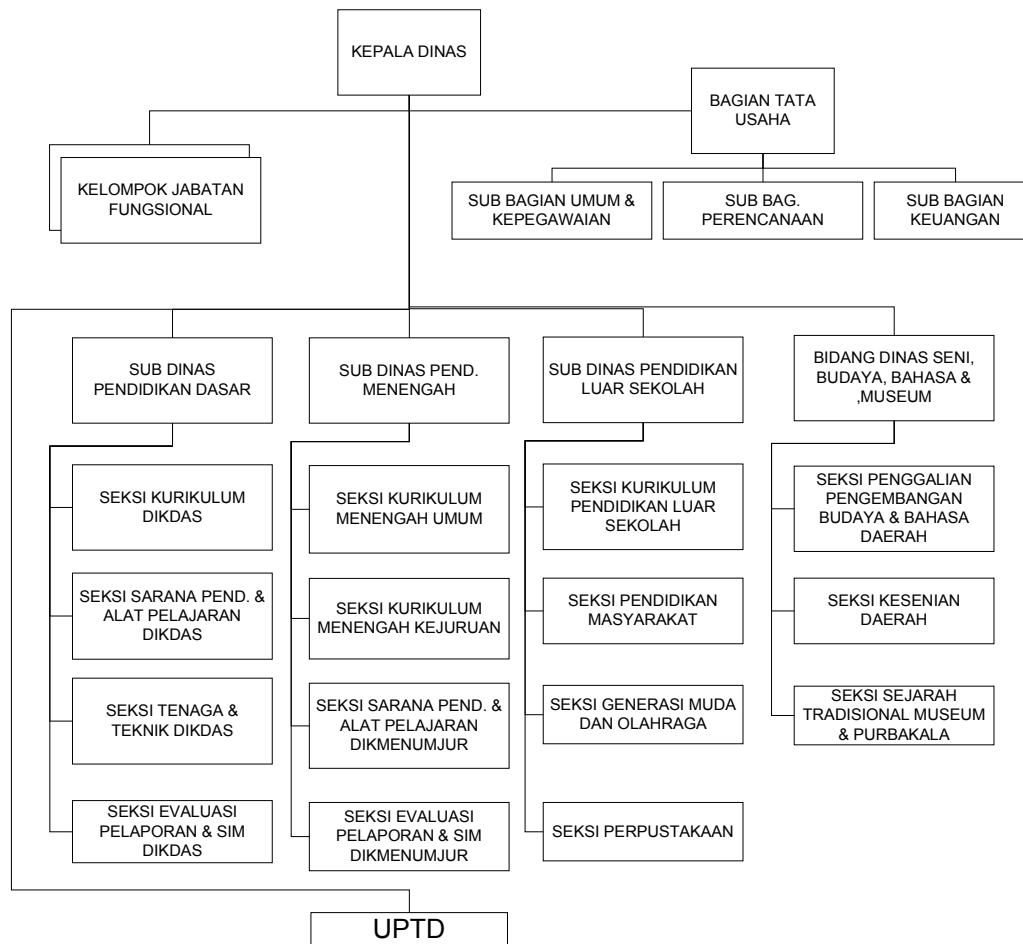 KEPALA DINAS
BAGIAN TATA
USAHA
KELOMPOK JABATAN
FUNGSIONAL
SUB BAGIAN UMUM &
KEPEGAWAIAN
SUB BAG.
PERENCANAAN
SUB BAGIAN
KEUANGAN
SUB DINAS
PENDIDIKAN DASAR
SUB DINAS PEND.
MENENGAH
SUB DINAS PENDIDIKAN
LUAR SEKOLAH
BIDANG DINAS SENI,
BUDAYA, BAHASA &
,MUSEUM
SEKSI KURIKULUM
DIKDAS
SEKSI SARANA PEND. &
ALAT PELAJARAN
DIKDAS
SEKSI TENAGA &
TEKNIK DIKDAS
SEKSI EVALUASI
PELAPORAN & SIM
DIKDAS
SEKSI KURIKULUM
MENENGAH UMUM
SEKSI KURIKULUM
MENENGAH KEJURUAN
SEKSI SARANA PEND. &
ALAT PELAJARAN
DIKMENUMJUR
SEKSI EVALUASI
PELAPORAN & SIM
DIKMENUMJUR
SEKSI KURIKULUM
PENDIDIKAN LUAR
SEKOLAH
SEKSI PENDIDIKAN
MASYARAKAT
SEKSI GENERASI MUDA
DAN OLAHRAGA
SEKSI PERPUSTAKAAN
SEKSI PENGGALIAN
PENGEMBANGAN
BUDAYA & BAHASA
DAERAH
SEKSI KESENIAN
DAERAH
SEKSI SEJARAH
TRADISIONAL MUSEUM
& PURBAKALA
UPTD